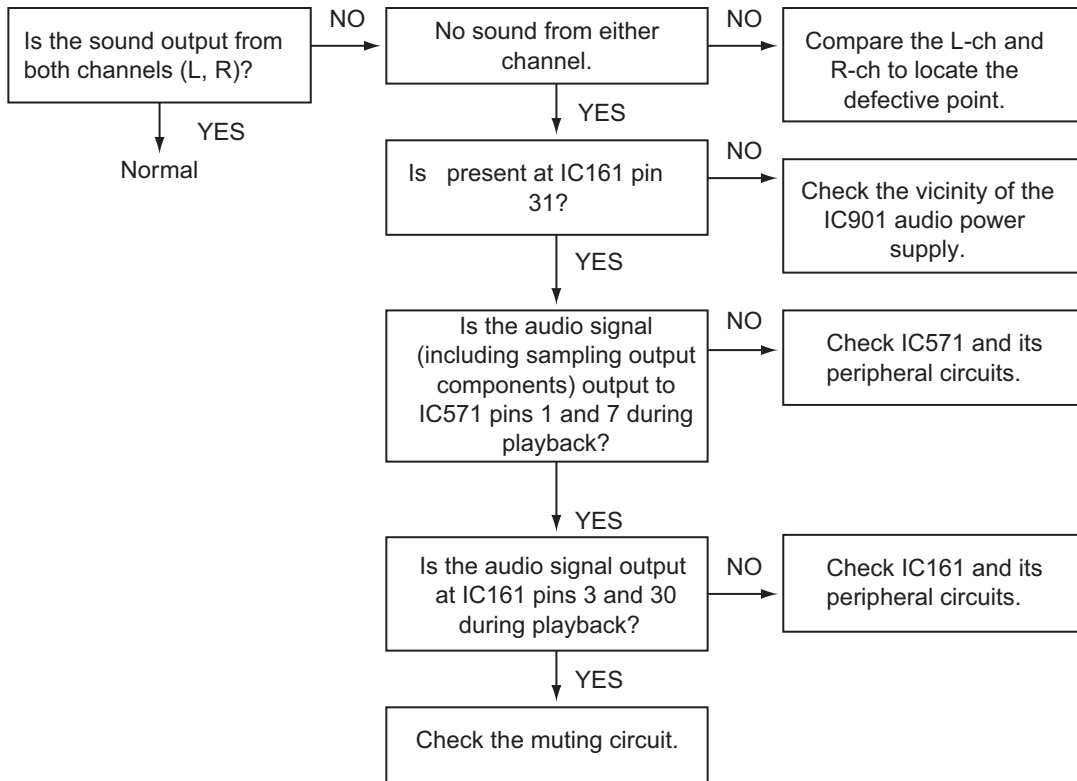 Is the sound output from
both channels (L, R)?
NO
No sound from either
channel.
NO
Compare the L-ch and
R-ch to locate the
defective point.
YES
Normal
YES
Is present at IC161 pin
31?
NO
Check the vicinity of the
IC901 audio power
supply.
YES
Is the audio signal
(including sampling output
components) output to
IC571 pins 1 and 7 during
playback?
NO
Check IC571 and its
peripheral circuits.
YES
Is the audio signal output
at IC161 pins 3 and 30
during playback?
NO
Check IC161 and its
peripheral circuits.
YES
Check the muting circuit.